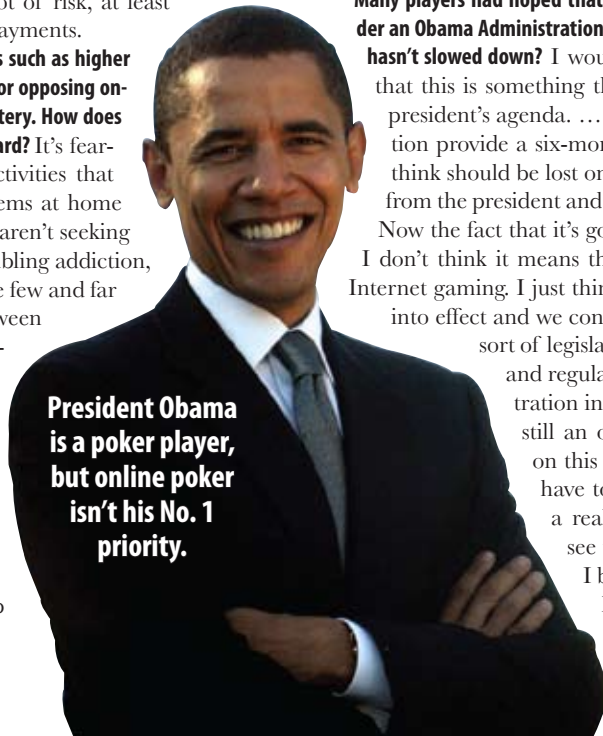 ot of risk, at least
ayments.
s such as higher
or opposing on-
tery. How does
ard? It's fear-
ctivities that
ems at home
aren't seeking
bling addiction,
e few and far
ween
-
o
President Obama
is a poker player,
but online poker
isn't his No. 1
priority.
Many players had hoped that
der an Obama Administration
hasn't slowed down? I wou
that this is something th
president's agenda. …
tion provide a six-mo
think should be lost on
from the president and
Now the fact that it's go
I don't think it means th
Internet gaming. I just thin
into effect and we con
sort of legisla
and regula
tration in
still an o
on this
have to
a real
see
I b